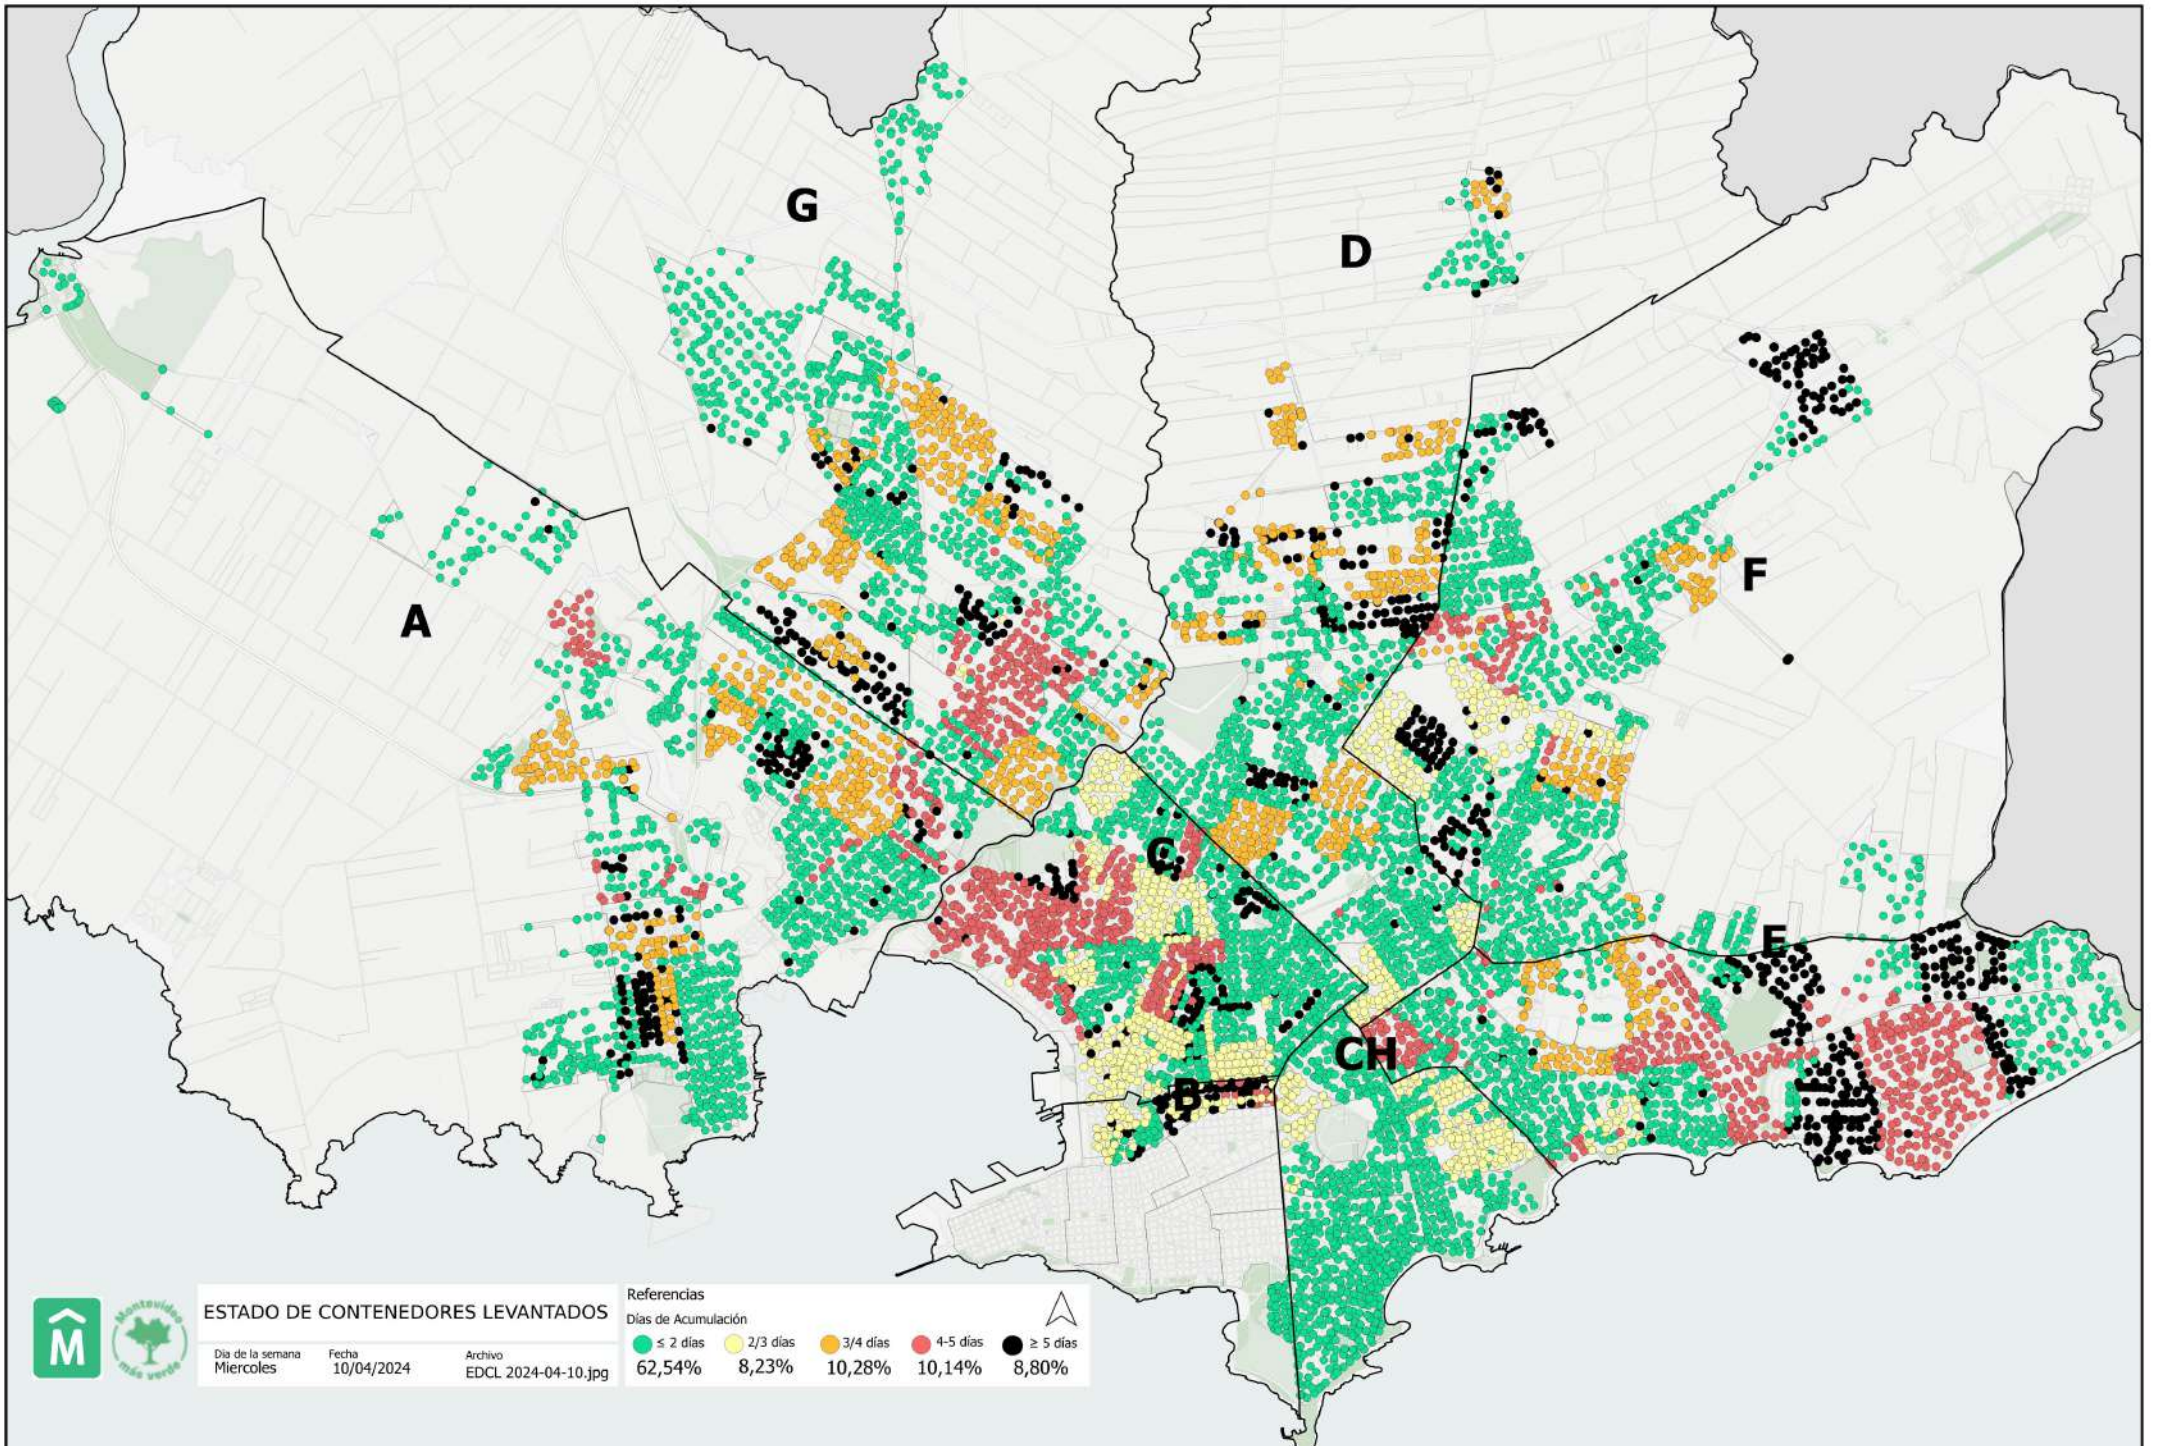 G
D
F
A
C
E
CH
B
Montevideo
más verde
M
ESTADO DE CONTENEDORES LEVANTADOS
Dia de la semana Fecha Archivo
Miercoles 10/04/2024 EDCL 2024-04-10.jpg
Referencias
Días de Acumulación
≤ 2 días 2/3 días 3/4 días 4-5 días ≥ 5 días
62,54% 8,23% 10,28% 10,14% 8,80%